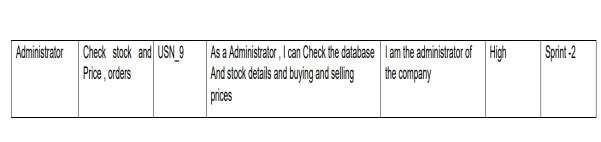 Administrator
Check stock and
Price , orders
USN_9
As a Administrator , I can Check the database
And stock details and buying and selling
prices
I am the administrator of
the company
High
Sprint -2